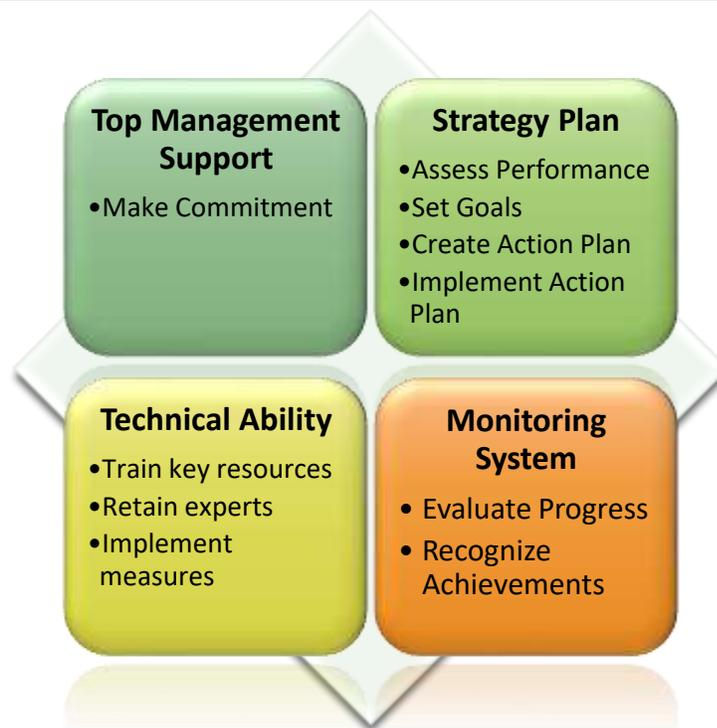 Top Management
Support
•Make Commitment
Strategy Plan
•Assess Performance
•Set Goals
•Create Action Plan
•Implement Action
Plan
Technical Ability
•Train key resources
•Retain experts
•Implement
measures
Monitoring
System
• Evaluate Progress
• Recognize
Achievements